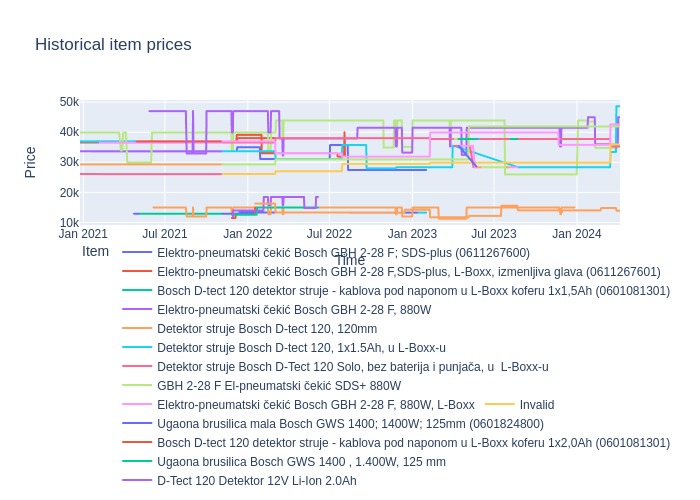 Historical item prices
50k
40k
30k
20k
10k
Price
Jan 2021 Jul 2021 Jan 2022 Jul 2022 Jan 2023 Jul 2023 Jan 2024
Time
Item
Elektro-pneumatski čekić Bosch GBH 2-28 F; SDS-plus (0611267600)
Elektro-pneumatski čekić Bosch GBH 2-28 F,SDS-plus, L-Boxx, izmenljiva glava (0611267601)
Bosch D-tect 120 detektor struje - kablova pod naponom u L-Boxx koferu 1x1,5Ah (0601081301)
Elektro-pneumatski čekić Bosch GBH 2-28 F, 880W
Detektor struje Bosch D-tect 120, 120mm
Detektor struje Bosch D-tect 120, 1x1.5Ah, u L-Boxx-u
Detektor struje Bosch D-Tect 120 Solo, bez baterija i punjača, u L-Boxx-u
GBH 2-28 F El-pneumatski čekić SDS+ 880W
Elektro-pneumatski čekić Bosch GBH 2-28 F, 880W, L-Boxx Invalid
Ugaona brusilica mala Bosch GWS 1400; 1400W; 125mm (0601824800)
Bosch D-tect 120 detektor struje - kablova pod naponom u L-Boxx koferu 1x2,0Ah (0601081301)
Ugaona brusilica Bosch GWS 1400 , 1.400W, 125 mm
D-Tect 120 Detektor 12V Li-Ion 2.0Ah